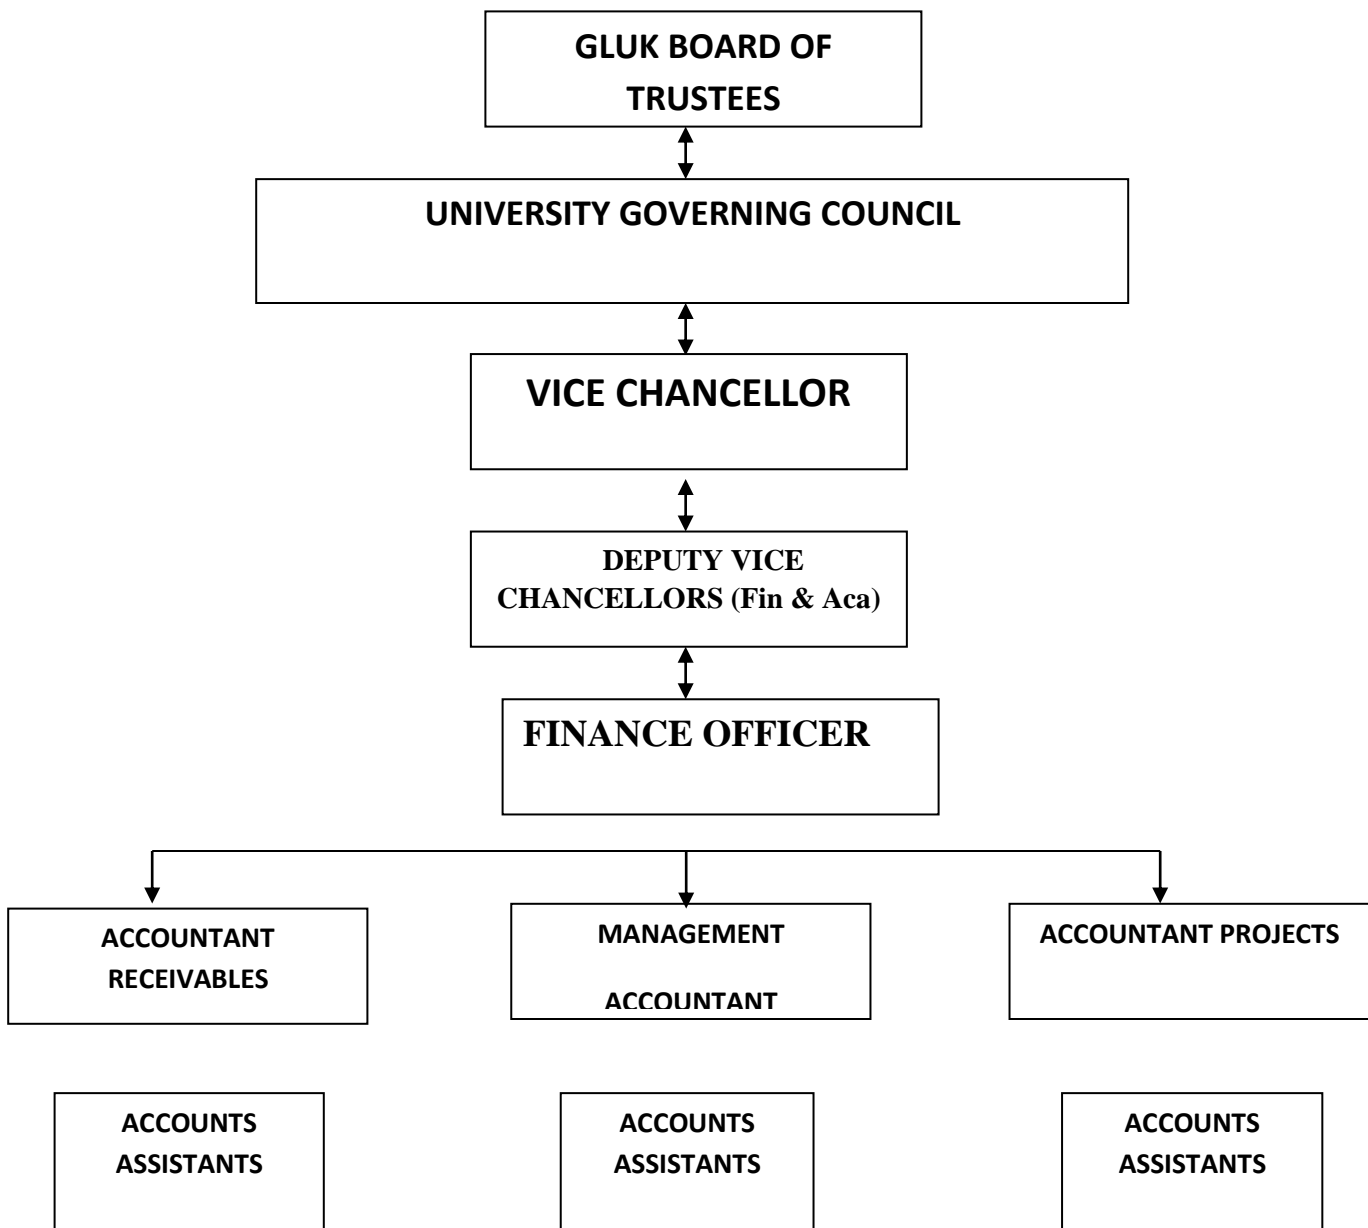 GLUK BOARD OF
TRUSTEES
UNIVERSITY GOVERNING COUNCIL
VICE CHANCELLOR
DEPUTY VICE
CHANCELLORS (Fin & Aca)
FINANCE OFFICER
ACCOUNTANT
RECEIVABLES
MANAGEMENT
ACCOUNTANT
ACCOUNTANT PROJECTS
ACCOUNTS
ASSISTANTS
ACCOUNTS
ASSISTANTS
ACCOUNTS
ASSISTANTS